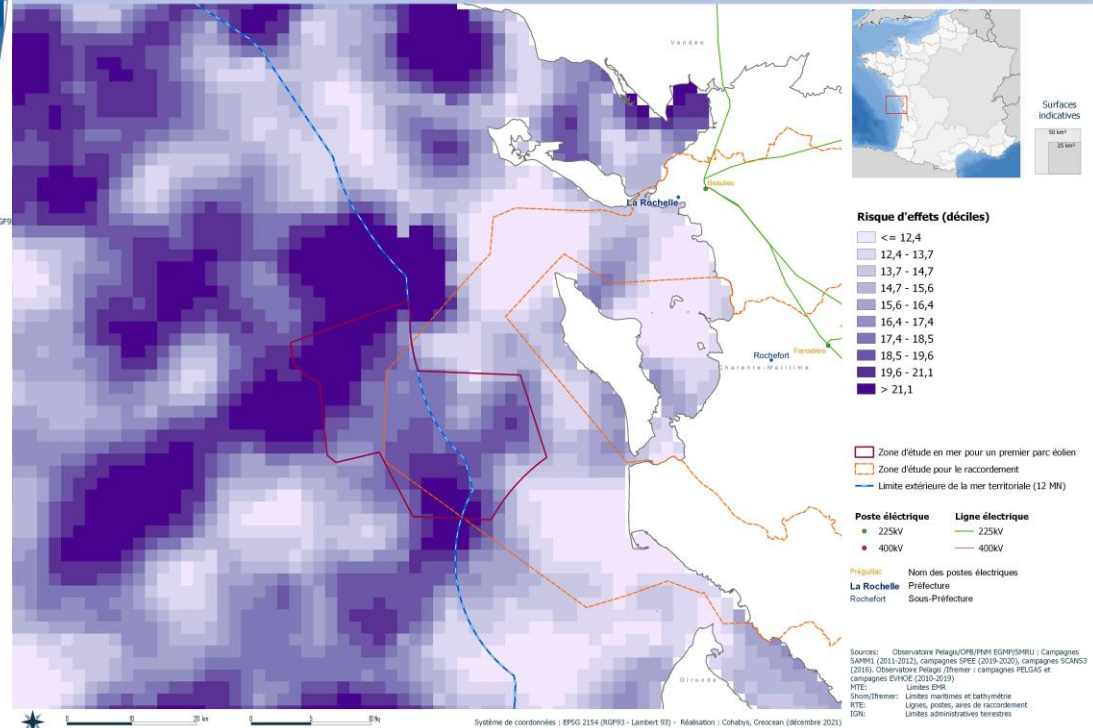 Vendée
La Rochelle
Beaulieu
Rochefort
Farradière
Charente-Maritime
Gironde
Surfaces
indicatives
50 km²
25 km²
Risque d'effets (déciles)
<= 12,4
12,4 - 13,7
13,7 - 14,7
14,7 - 15,6
15,6 - 16,4
16,4 - 17,4
17,4 - 18,5
18,5 - 19,6
19,6 - 21,1
> 21,1
Zone d'étude en mer pour un premier parc éolien
Zone d'étude pour le raccordement
Limite extérieure de la mer territoriale (12 MN)
Poste électrique Ligne électrique
225kV 225kV
400kV 400kV
Préguillac Nom des postes électriques
La Rochelle Préfecture
Rochefort Sous-Préfecture
Sources: Observatoire Pelagis/OFB/PNM EGMP/SMRU : Campagnes
SAMM1 (2011-2012), campagnes SPEE (2019-2020), campagnes SCANS3
(2016). Observatoire Pelagis /Ifremer : campagnes PELGAS et
campagnes EVHOE (2010-2019)
MTE: Limites EMR
Shom/Ifremer: Limites maritimes et bathymétrie
RTE: Lignes, postes, aires de raccordement
IGN: Limites administratives terrestres
0 10 20 km
0 5 10 Nq
Système de coordonnées : EPSG 2154 (RGF93 - Lambert 93) - Réalisation : Cohabys, Creocean (décembre 2021)